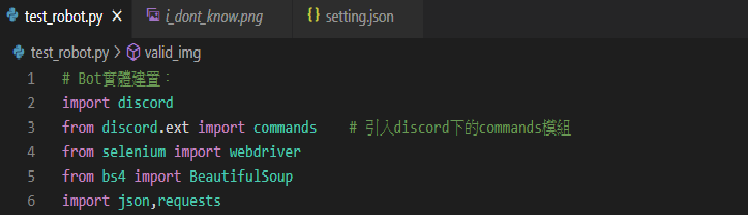 test_robot.py
i_dont_know.png
setting.json
test_robot.py > valid_img
1 # Bot實體建置：
2 import discord
3 from discord.ext import commands # 引入discord下的commands模組
4 from selenium import webdriver
5 from bs4 import BeautifulSoup
6 import json,requests